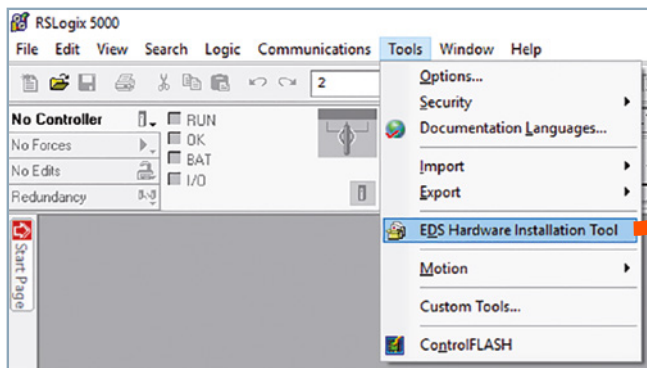 RSLogix 5000
File Edit View Search Logic Communications Tools Window Help
2
No Controller
RUN
No Forces
OK
No Edits
BAT
Redundancy
I/O
Start Page
Options...
Security
Documentation Languages...
Import
Export
EDS Hardware Installation Tool
Motion
Custom Tools...
ControlFLASH